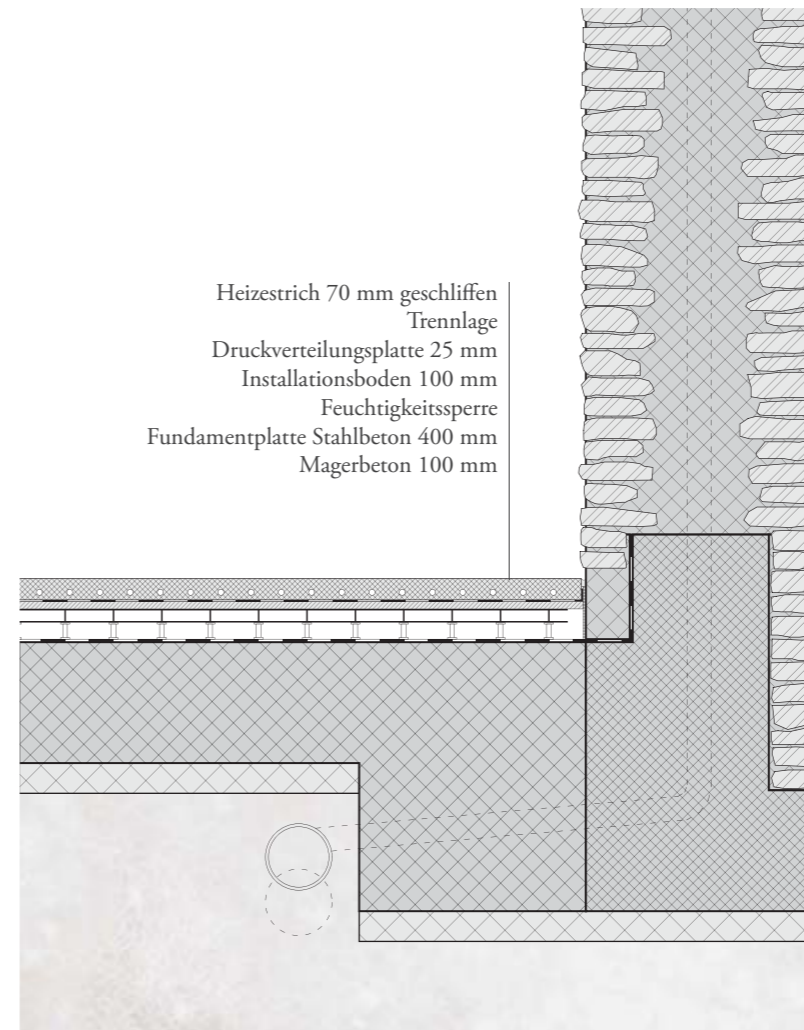 Heizestrich 70 mm geschliffen
Trennlage
Druckverteilungsplatte 25 mm
Installationsboden 100 mm
Feuchtigkeitssperre
Fundamentplatte Stahlbeton 400 mm
Magerbeton 100 mm